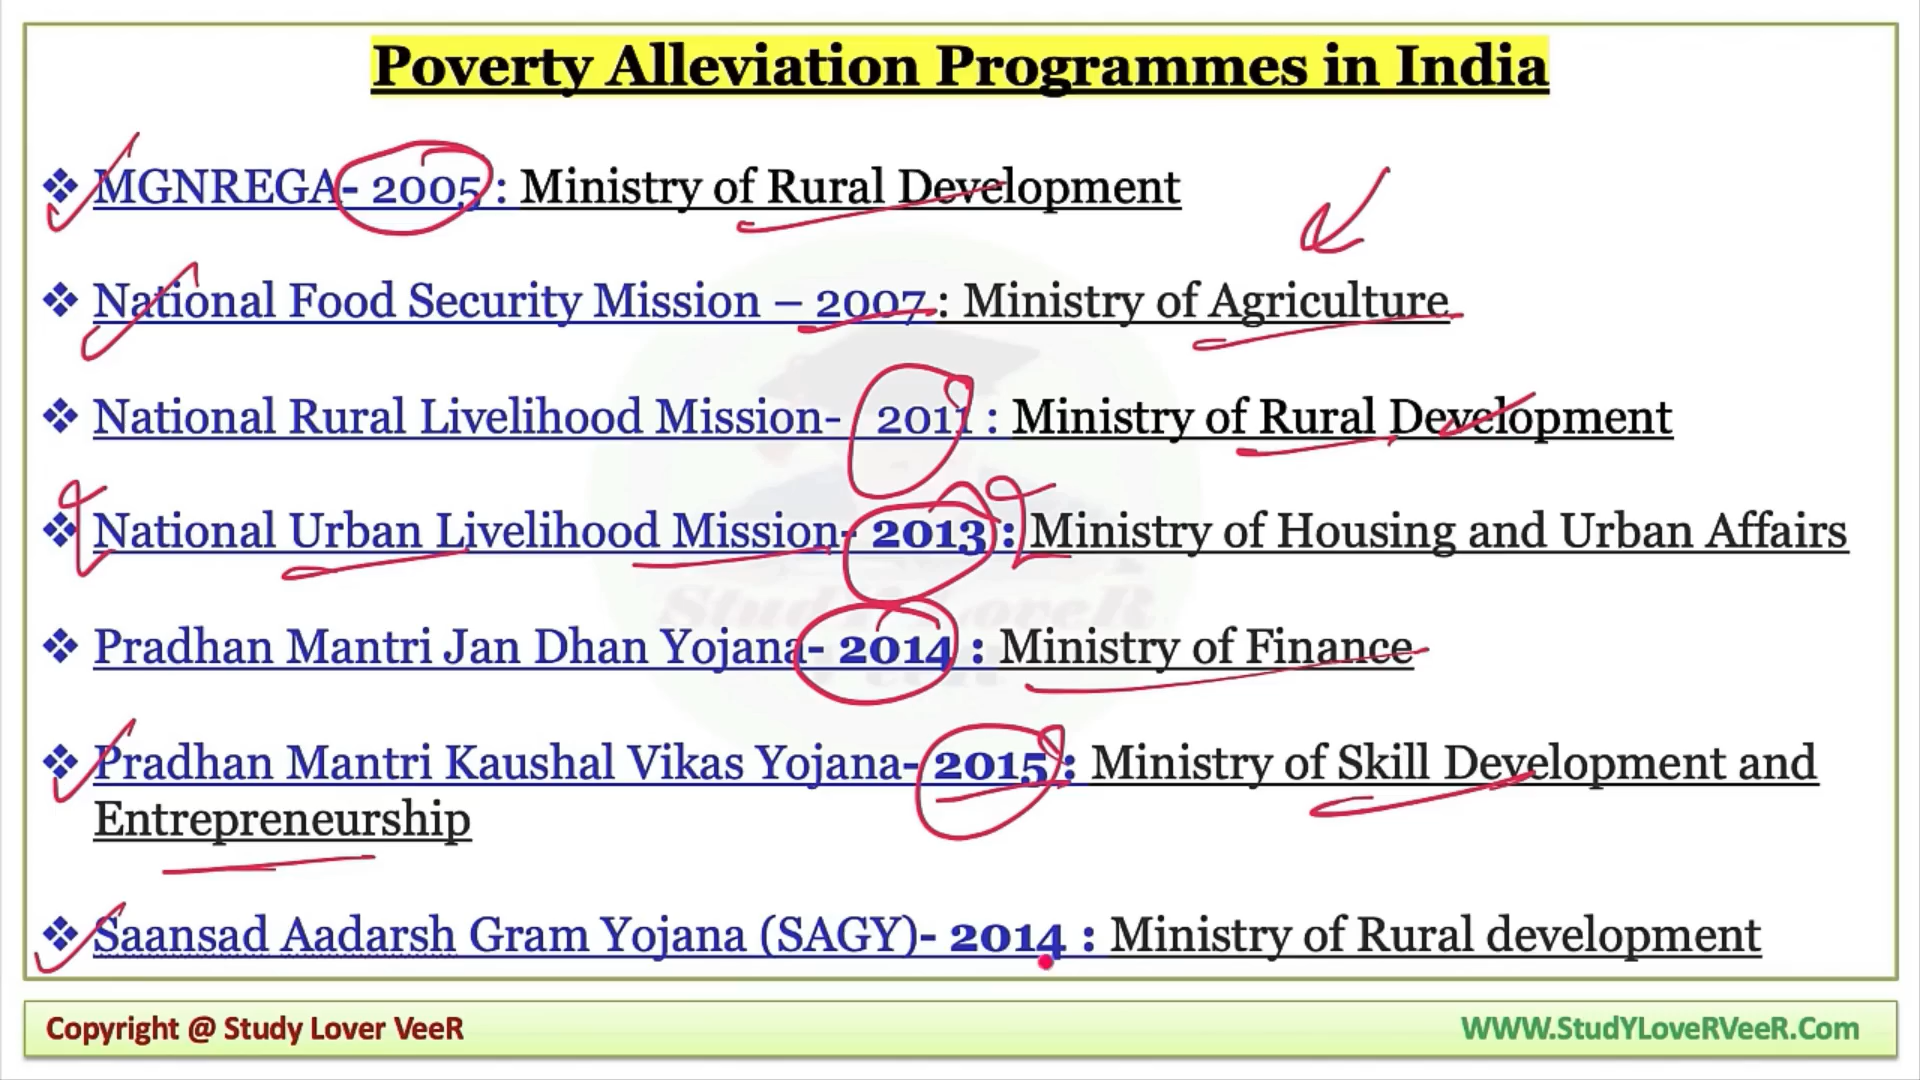 Poverty Alleviation Programmes in India
❖ MGNREGA- 2005 : Ministry of Rural Development
❖ National Food Security Mission – 2007 : Ministry of Agriculture
❖ National Rural Livelihood Mission- 2011 : Ministry of Rural Development
❖ National Urban Livelihood Mission- 2013 : Ministry of Housing and Urban Affairs
❖ Pradhan Mantri Jan Dhan Yojana- 2014 : Ministry of Finance
❖ Pradhan Mantri Kaushal Vikas Yojana- 2015 : Ministry of Skill Development and
Entrepreneurship
❖ Saansad Aadarsh Gram Yojana (SAGY)- 2014 : Ministry of Rural development
Study LoveR
VeeR
Copyright @ Study Lover VeeR
WWW.StudYLoveRVeeR.Com